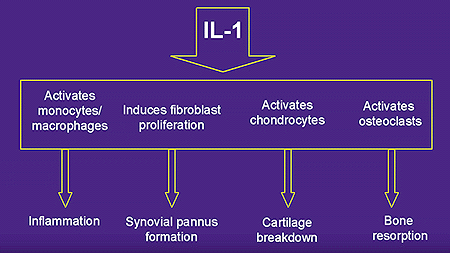 IL-1
Activates
monocytes/
macrophages
Induces fibroblast
proliferation
Activates
chondrocytes
Activates
osteoclasts
Inflammation
Synovial pannus
formation
Cartilage
breakdown
Bone
resorption